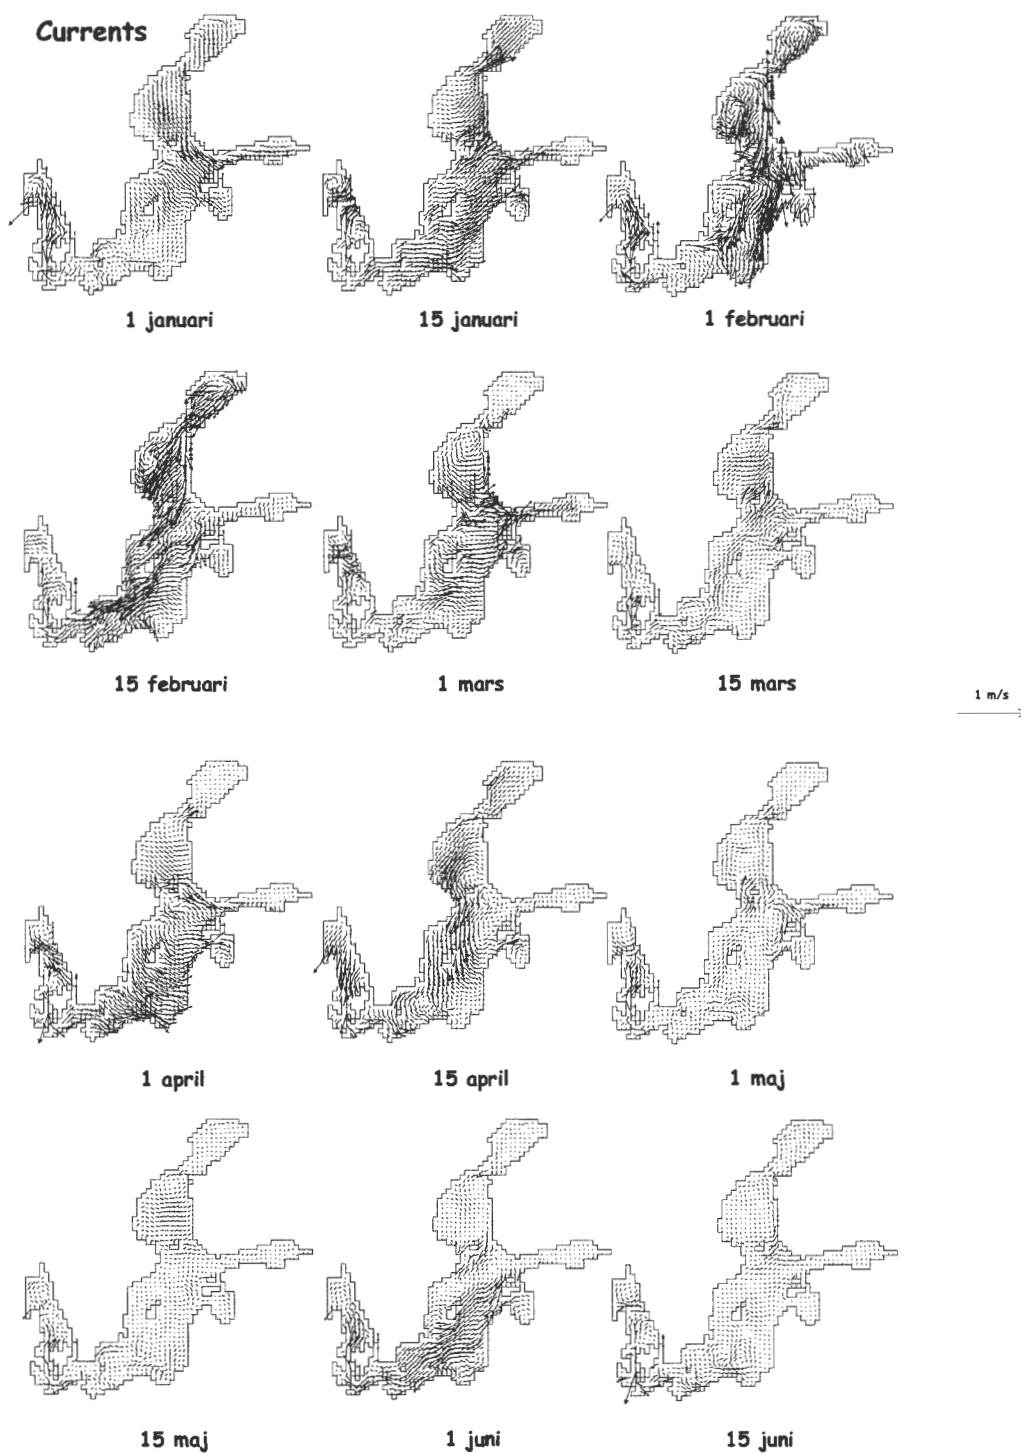 Currents
1 januari
15 januari
1 februari
15 februari
1 mars
15 mars
1 m/s
1 april
15 april
1 maj
15 maj
1 juni
15 juni